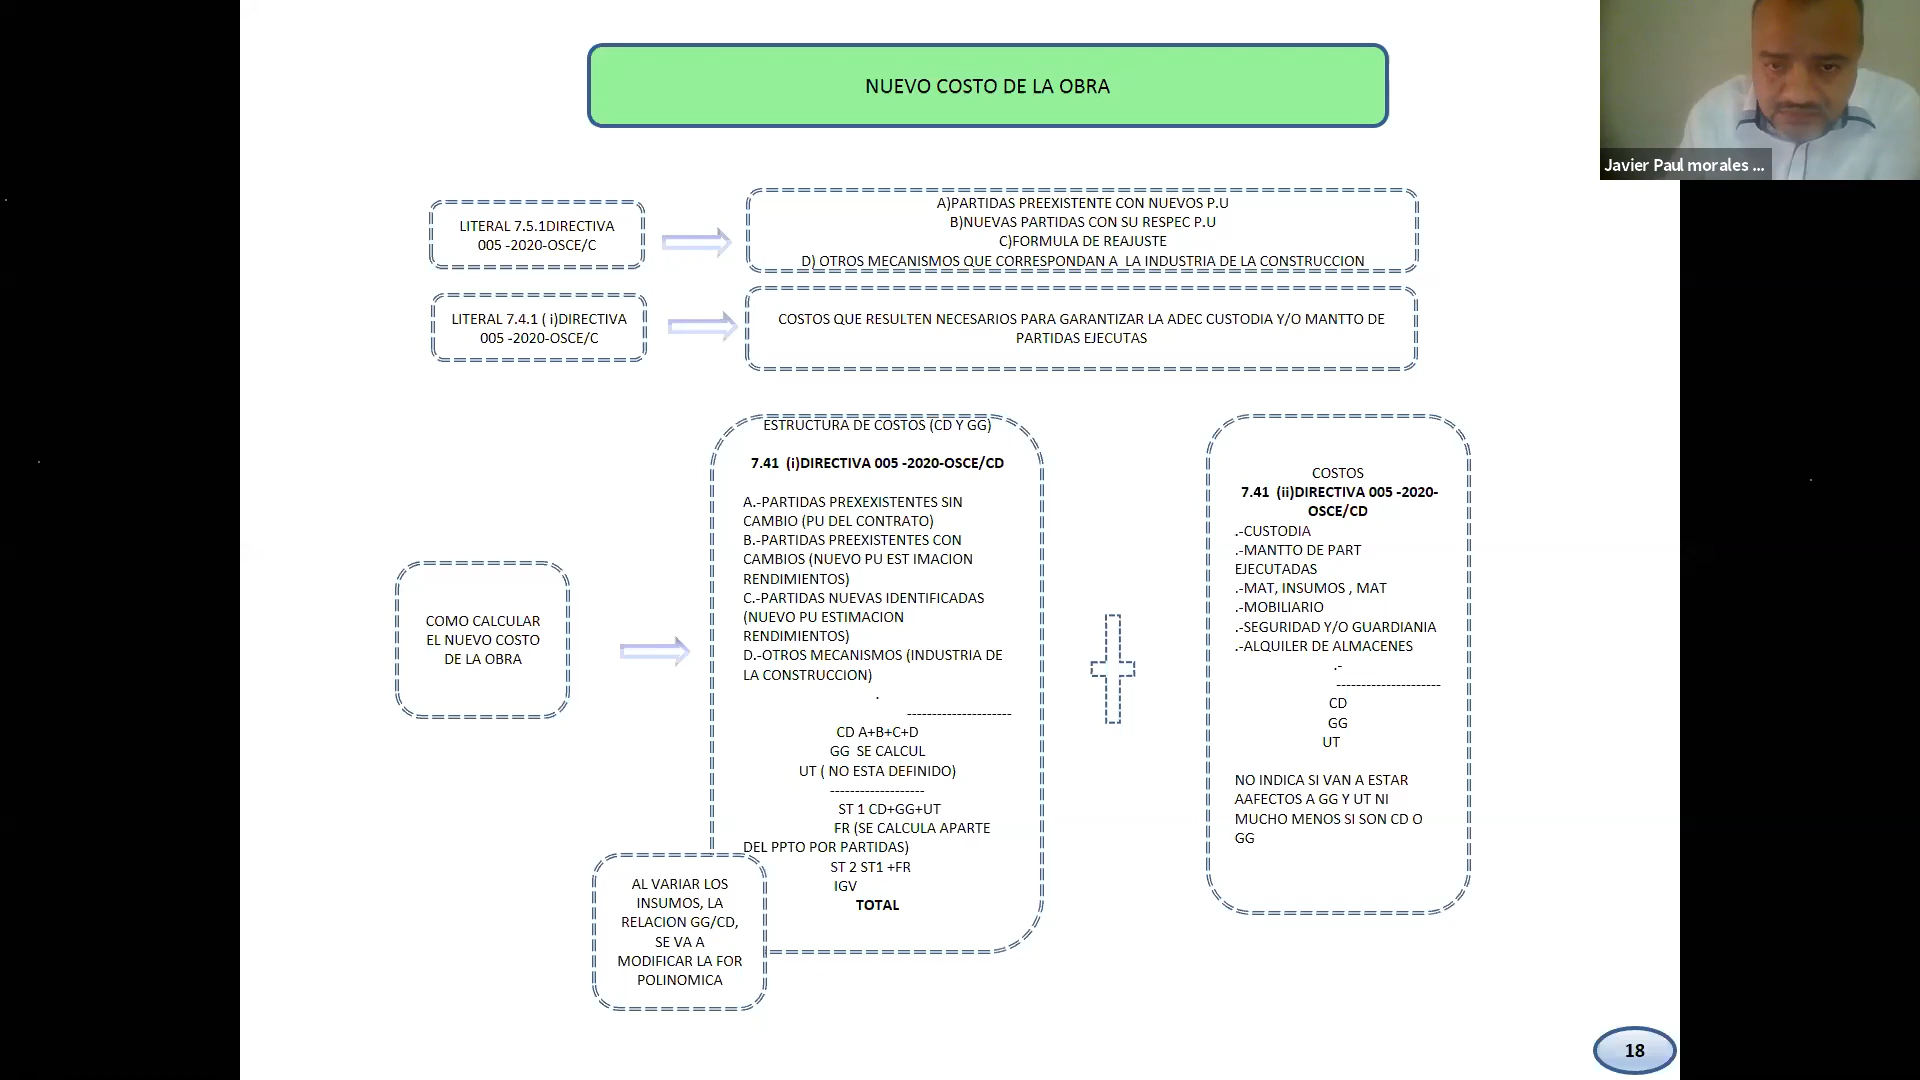 NUEVO COSTO DE LA OBRA
Javier Paul morales ...
LITERAL 7.5.1DIRECTIVA
005 -2020-OSCE/C
A)PARTIDAS PREEXISTENTE CON NUEVOS P.U
B)NUEVAS PARTIDAS CON SU RESPEC P.U
C)FORMULA DE REAJUSTE
D) OTROS MECANISMOS QUE CORRESPONDAN A LA INDUSTRIA DE LA CONSTRUCCION
LITERAL 7.4.1 ( i)DIRECTIVA
005 -2020-OSCE/C
COSTOS QUE RESULTEN NECESARIOS PARA GARANTIZAR LA ADEC CUSTODIA Y/O MANTTO DE
PARTIDAS EJECUTAS
COMO CALCULAR
EL NUEVO COSTO
DE LA OBRA
ESTRUCTURA DE COSTOS (CD Y GG)
7.41 (i)DIRECTIVA 005 -2020-OSCE/CD
A.-PARTIDAS PREXEXISTENTES SIN
CAMBIO (PU DEL CONTRATO)
B.-PARTIDAS PREEXISTENTES CON
CAMBIOS (NUEVO PU EST IMACION
RENDIMIENTOS)
C.-PARTIDAS NUEVAS IDENTIFICADAS
(NUEVO PU ESTIMACION
RENDIMIENTOS)
D.-OTROS MECANISMOS (INDUSTRIA DE
LA CONSTRUCCION)
.
---------------------
CD A+B+C+D
GG SE CALCUL
UT ( NO ESTA DEFINIDO)
-------------------
ST 1 CD+GG+UT
FR (SE CALCULA APARTE
DEL PPTO POR PARTIDAS)
ST 2 ST1 +FR
IGV
TOTAL
AL VARIAR LOS
INSUMOS, LA
RELACION GG/CD,
SE VA A
MODIFICAR LA FOR
POLINOMICA
COSTOS
7.41 (ii)DIRECTIVA 005 -2020-
OSCE/CD
.-CUSTODIA
.-MANTTO DE PART
EJECUTADAS
.-MAT, INSUMOS , MAT
.-MOBILIARIO
.-SEGURIDAD Y/O GUARDIANIA
.-ALQUILER DE ALMACENES
.-
---------------------
CD
GG
UT
NO INDICA SI VAN A ESTAR
AAFECTOS A GG Y UT NI
MUCHO MENOS SI SON CD O
GG
18